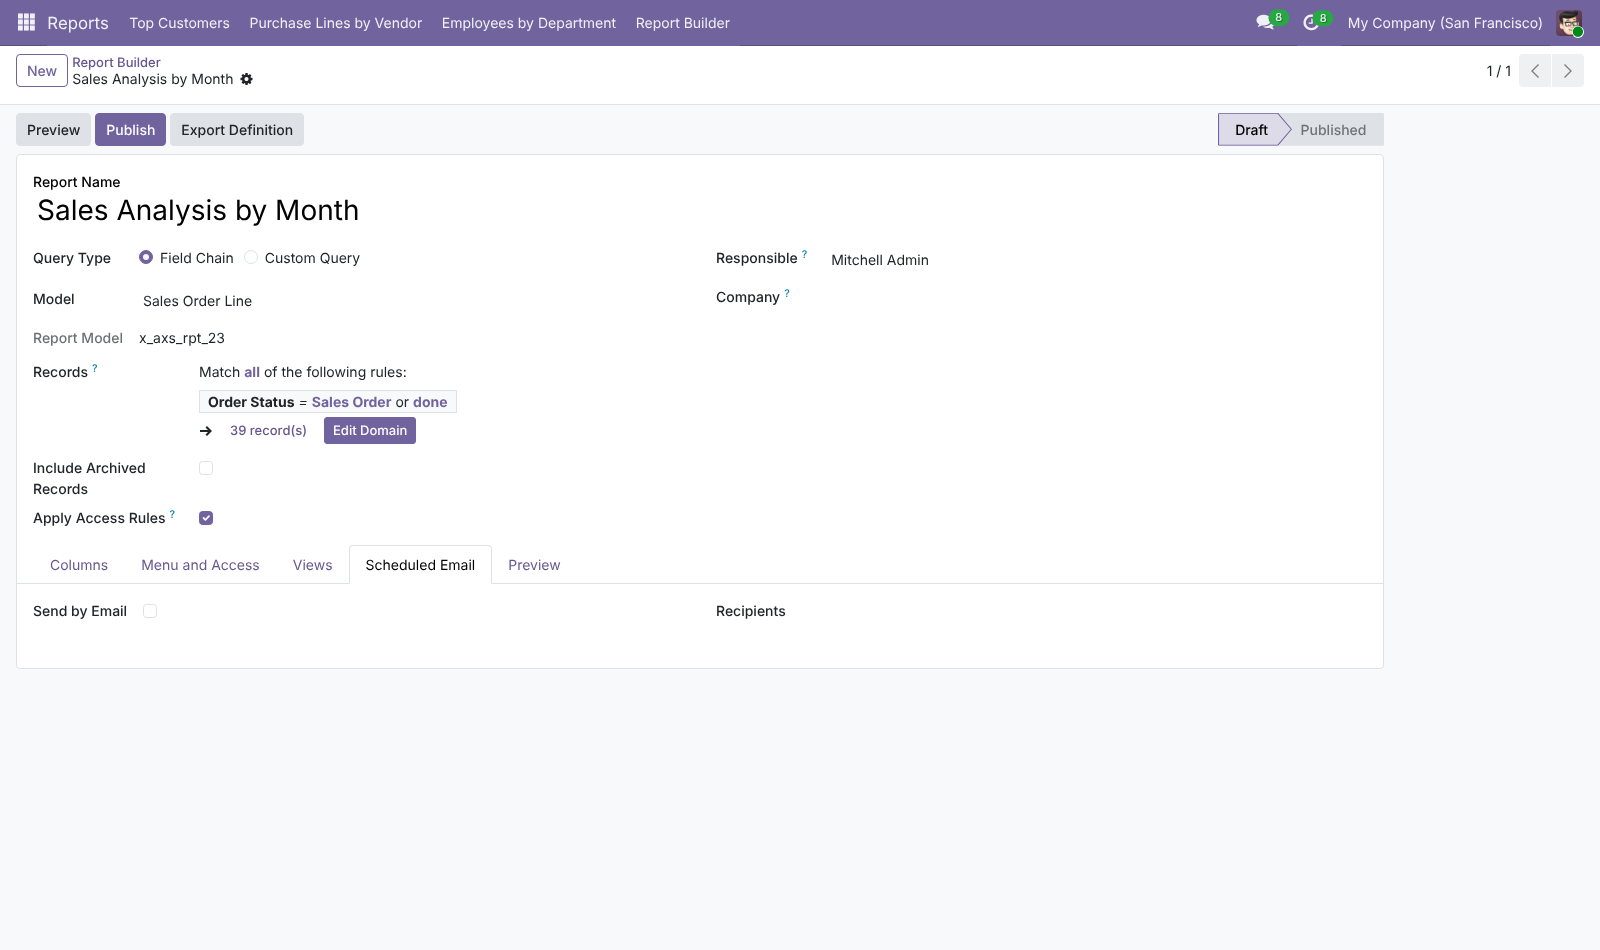 Reports Top Customers Purchase Lines by Vendor Employees by Department Report Builder 8 8 My Company (San Francisco)
New Report Builder
Sales Analysis by Month 1 / 1
Preview Publish Export Definition Draft Published
Report Name
Sales Analysis by Month
Query Type Field Chain Custom Query Responsible ? Mitchell Admin
Model Sales Order Line Company ?
Report Model x_axs_rpt_23
Records ? Match all of the following rules:
Order Status = Sales Order or done
39 record(s) Edit Domain
Include Archived
Records
Apply Access Rules ?
Columns Menu and Access Views Scheduled Email Preview
Send by Email Recipients